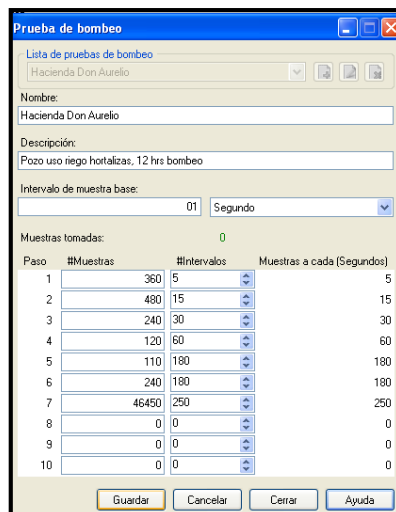 Prueba de bombeo
Lista de pruebas de bombeo
Hacienda Don Aurelio
Nombre:
Hacienda Don Aurelio
Descripción:
Pozo uso riego hortalizas, 12 hrs bombeo
Intervalo de muestra base:
01 Segundo
Muestras tomadas: 0
Paso #Muestras #Intervalos Muestras a cada (Segundos)
1 360 5 5
2 480 15 15
3 240 30 30
4 120 60 60
5 110 180 180
6 240 180 180
7 46450 250 250
8 0 0 0
9 0 0 0
10 0 0 0
Guardar Cancelar Cerrar Ayuda